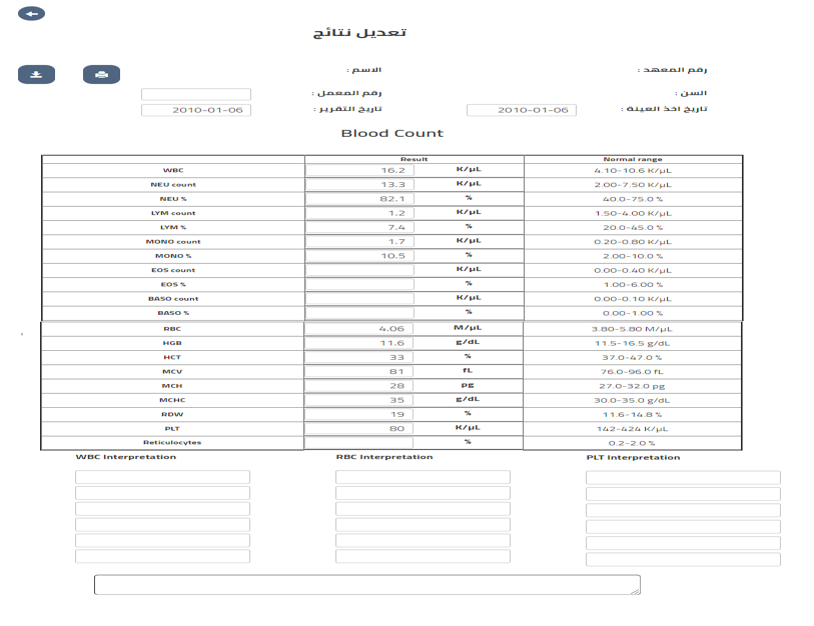 تعديل نتائج
رقم المعهد : الاسم :
السن : رقم المعمل :
تاريخ اخذ العينة : 2010-01-06 تاريخ التقرير : 2010-01-06
Blood Count
Result Normal range
WBC 16.2 K/μL 4.10-10.6 K/μL
NEU count 13.3 K/μL 2.00-7.50 K/μL
NEU % 82.1 % 40.0-75.0 %
LYM count 1.2 K/μL 1.50-4.00 K/μL
LYM % 7.4 % 20.0-45.0 %
MONO count 1.7 K/μL 0.20-0.80 K/μL
MONO % 10.5 % 2.00-10.0 %
EOS count K/μL 0.00-0.40 K/μL
EOS % % 1.00-6.00 %
BASO count K/μL 0.00-0.10 K/μL
BASO % % 0.00-1.00 %
RBC 4.06 M/μL 3.80-5.80 M/μL
HGB 11.6 g/dL 11.5-16.5 g/dL
HCT 33 % 37.0-47.0 %
MCV 81 fL 76.0-96.0 fL
MCH 28 pg 27.0-32.0 pg
MCHC 35 g/dL 30.0-35.0 g/dL
RDW 19 % 11.6-14.8 %
PLT 80 K/μL 142-424 K/μL
Reticulocytes % 0.2-2.0 %
WBC Interpretation RBC Interpretation PLT Interpretation